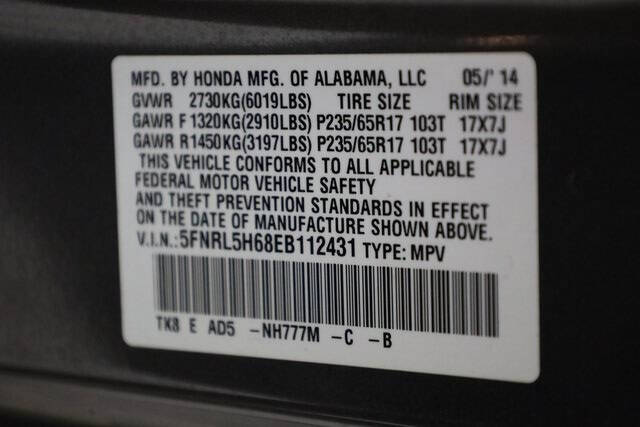 MFD. BY HONDA MFG. OF ALABAMA, LLC 05/'14
GVWR 2730KG(6019LBS) TIRE SIZE RIM SIZE
GAWR F 1320KG(2910LBS) P235/65R17 103T 17X7J
GAWR R1450KG(3197LBS) P235/65R17 103T 17X7J
THIS VEHICLE CONFORMS TO ALL APPLICABLE
FEDERAL MOTOR VEHICLE SAFETY
AND THEFT PREVENTION STANDARDS IN EFFECT
ON THE DATE OF MANUFACTURE SHOWN ABOVE.
V.I.N.:5FNRL5H68EB112431 TYPE: MPV
TK8 E AD5 -NH777M -C -B